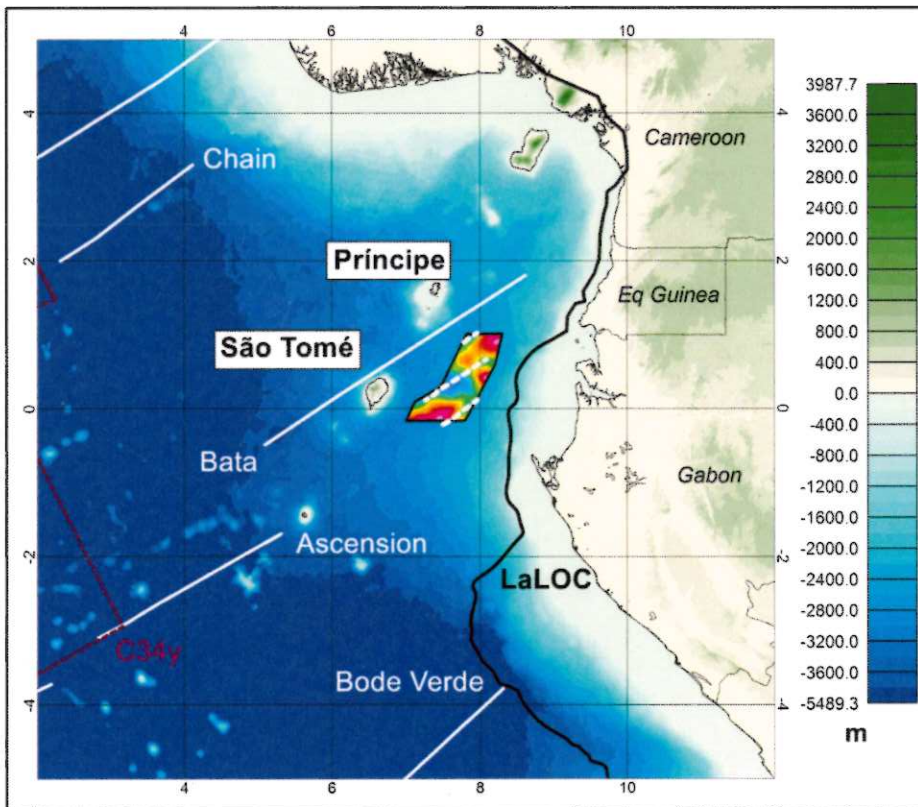 4 6 8 10
3987.7
3600.0
3200.0
2800.0
2400.0
2000.0
1600.0
1200.0
800.0
400.0
0.0
-400.0
-800.0
-1200.0
-1600.0
-2000.0
-2400.0
-2800.0
-3200.0
-3600.0
-5489.3
m
4 4
Cameroon
Chain
2 2
Príncipe
Eq Guinea
São Tomé
0 0
Bata
Gabon
Ascension
-2 -2
LaLOC
C34y
Bode Verde
-4 -4
4 6 8 10